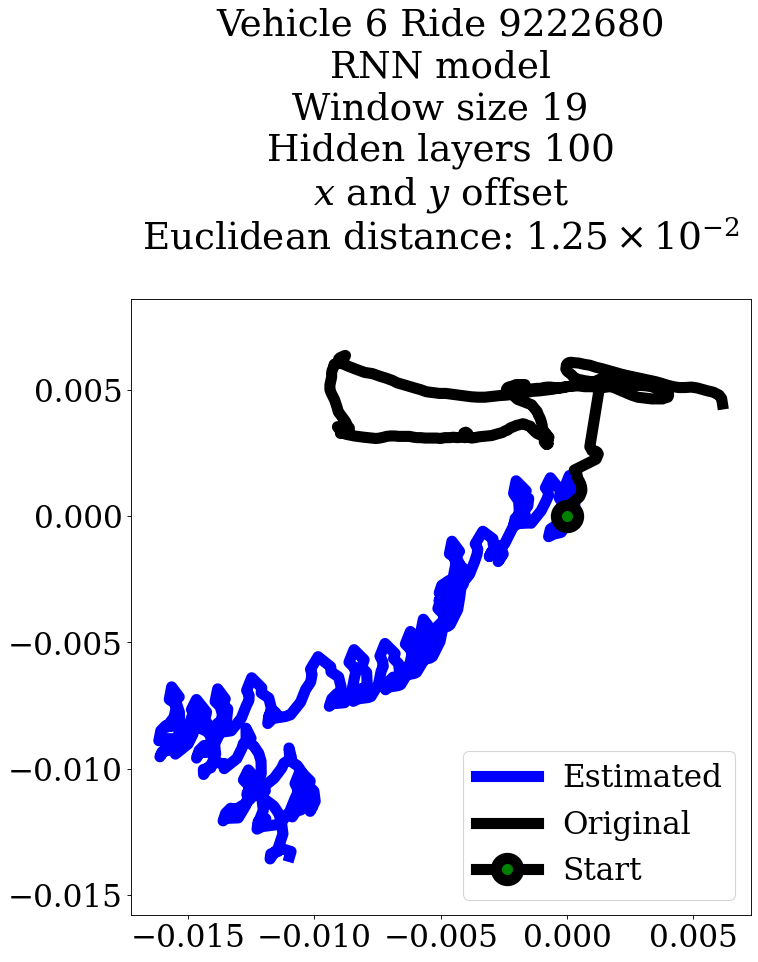 Vehicle 6 Ride 9222680
RNN model
Window size 19
Hidden layers 100
x and y offset
Euclidean distance: 1.25 × 10⁻²
0.005
0.000
−0.005
−0.010
−0.015
Estimated
Original
Start
−0.015 −0.010 −0.005 0.000 0.005